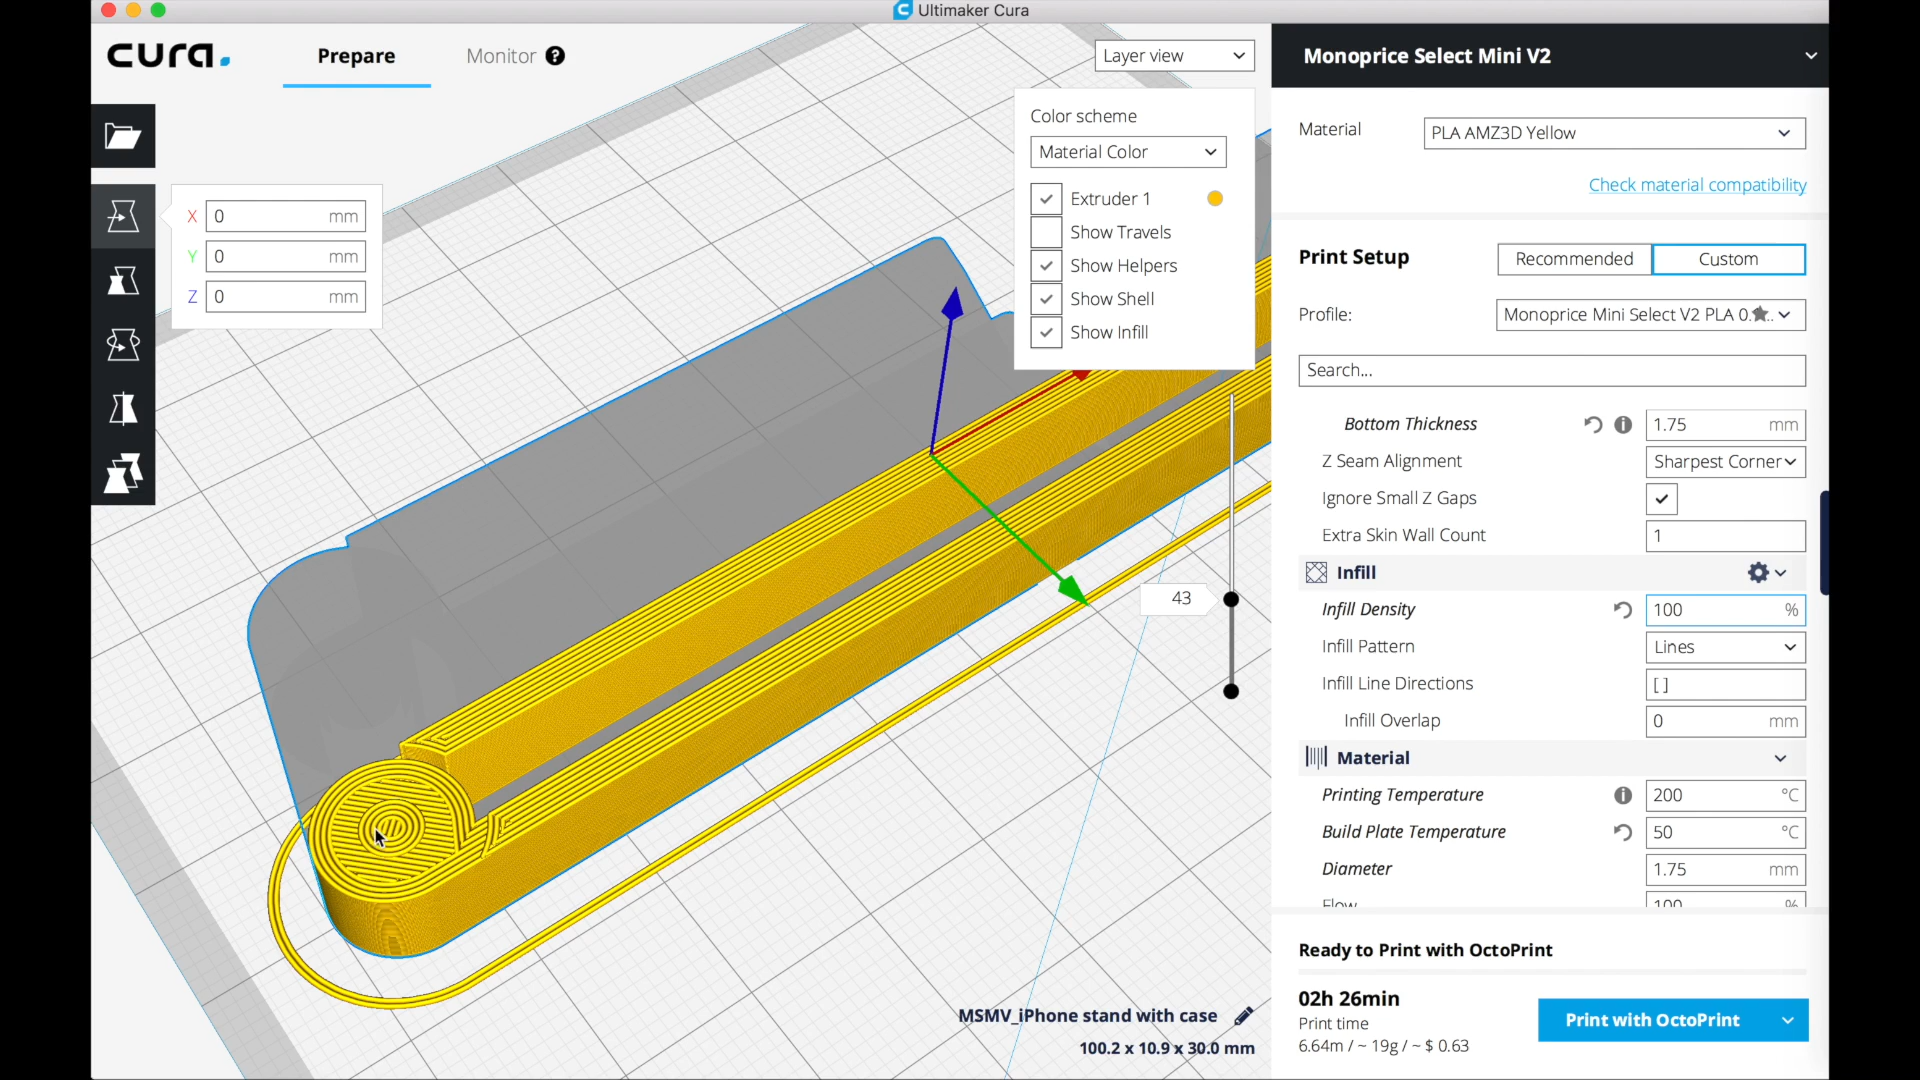 Ultimaker Cura
cura.
Prepare
Monitor ?
Layer view
Color scheme
Material Color
Extruder 1
Show Travels
Show Helpers
Show Shell
Show Infill
X 0 mm
Y 0 mm
Z 0 mm
43
MSMV_iPhone stand with case
100.2 x 10.9 x 30.0 mm
Monoprice Select Mini V2
Material PLA AMZ3D Yellow
Check material compatibility
Print Setup Recommended Custom
Profile: Monoprice Mini Select V2 PLA 0...
Search...
Bottom Thickness i 1.75 mm
Z Seam Alignment Sharpest Corner
Ignore Small Z Gaps
Extra Skin Wall Count 1
Infill
Infill Density 100 %
Infill Pattern Lines
Infill Line Directions [ ]
Infill Overlap 0 mm
Material
Printing Temperature i 200 °C
Build Plate Temperature 50 °C
Diameter 1.75 mm
Flow 100 %
Ready to Print with OctoPrint
02h 26min
Print time
6.64m / ~ 19g / ~ $ 0.63
Print with OctoPrint